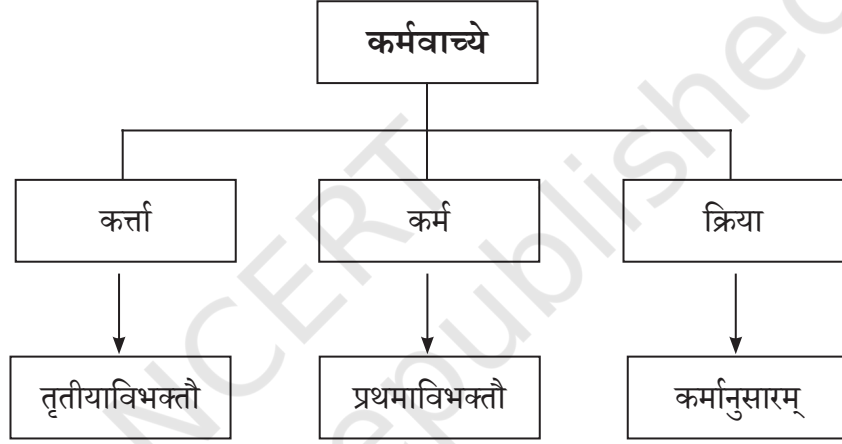 कर्मवाच्ये
कर्त्ता
कर्म
क्रिया
तृतीयाविभक्तौ
प्रथमाविभक्तौ
कर्मानुसारम्
NCERT
republished